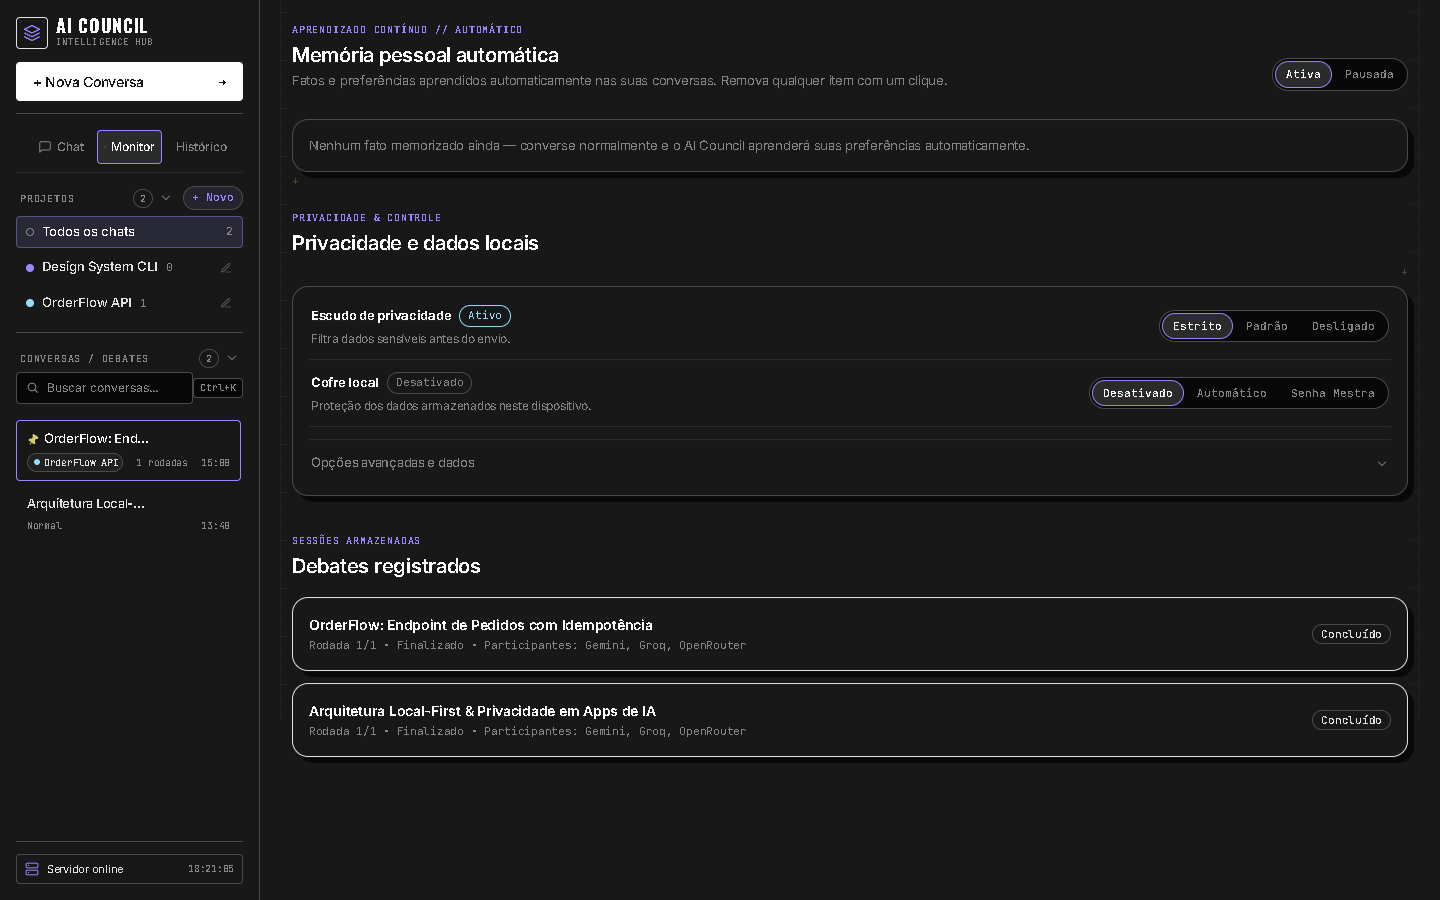 AI COUNCIL
INTELLIGENCE HUB
+ Nova Conversa →
Chat
Monitor
Histórico
PROJETOS 2 + Novo
Todos os chats 2
Design System CLI 0
OrderFlow API 1
CONVERSAS / DEBATES 2
Buscar conversas... Ctrl+K
OrderFlow: End...
OrderFlow API 1 rodadas 15:08
Arquitetura Local-...
Normal 13:48
Servidor online 18:21:05
APRENDIZADO CONTÍNUO // AUTOMÁTICO
Memória pessoal automática
Fatos e preferências aprendidos automaticamente nas suas conversas. Remova qualquer item com um clique.
Ativa Pausada
Nenhum fato memorizado ainda — converse normalmente e o AI Council aprenderá suas preferências automaticamente.
+
PRIVACIDADE & CONTROLE
Privacidade e dados locais
+
Escudo de privacidade Ativo
Filtra dados sensíveis antes do envio.
Estrito Padrão Desligado
Cofre local Desativado
Proteção dos dados armazenados neste dispositivo.
Desativado Automático Senha Mestra
Opções avançadas e dados
SESSÕES ARMAZENADAS
Debates registrados
OrderFlow: Endpoint de Pedidos com Idempotência
Rodada 1/1 • Finalizado • Participantes: Gemini, Groq, OpenRouter
Concluído
Arquitetura Local-First & Privacidade em Apps de IA
Rodada 1/1 • Finalizado • Participantes: Gemini, Groq, OpenRouter
Concluído